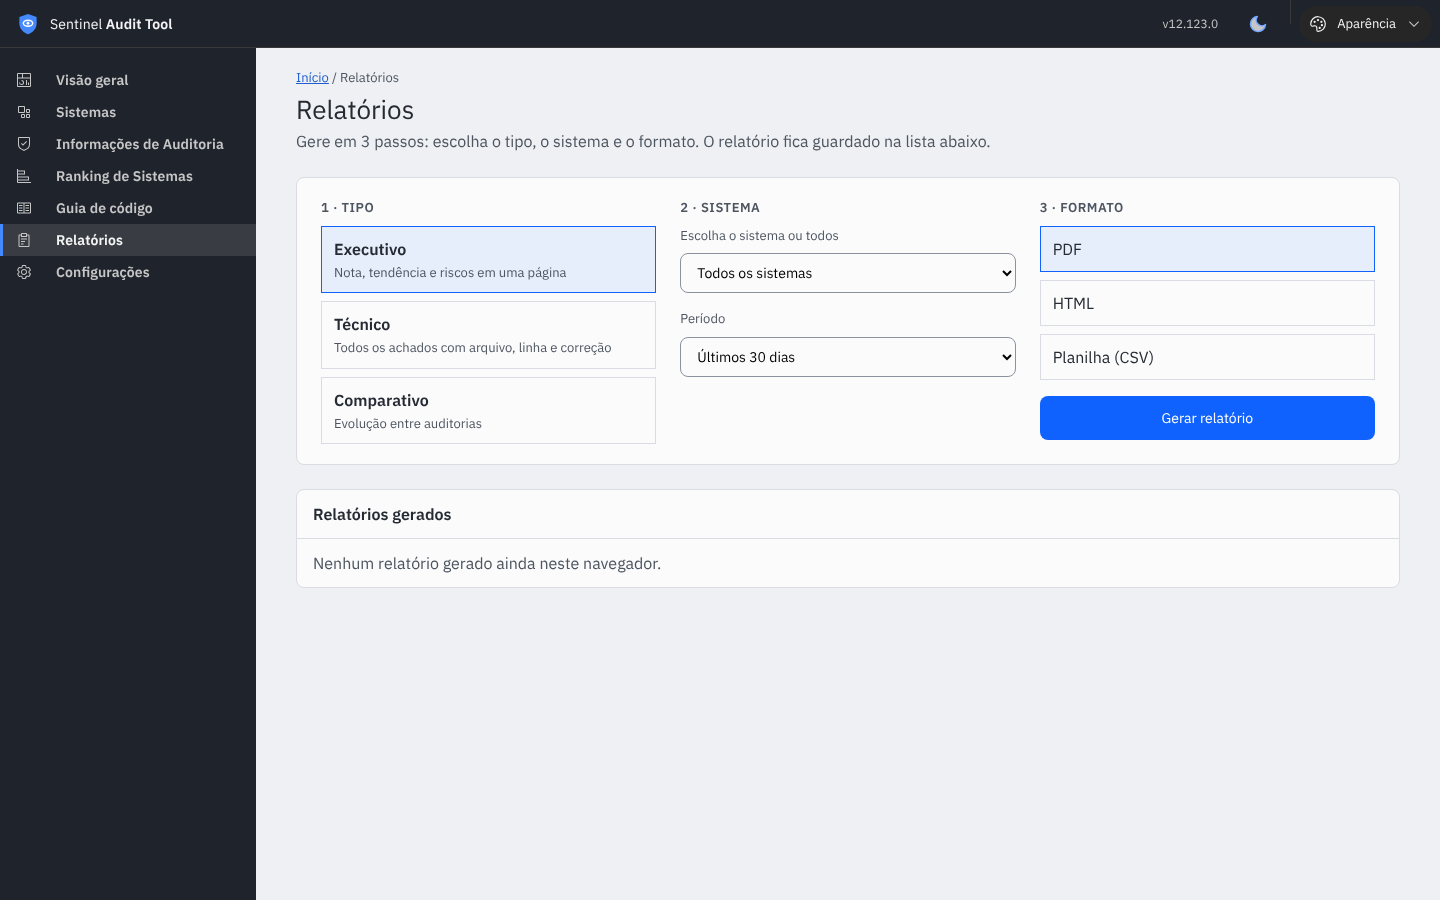 Sentinel Audit Tool
v12.123.0
Aparência
Visão geral
Sistemas
Informações de Auditoria
Ranking de Sistemas
Guia de código
Relatórios
Configurações
Início / Relatórios
Relatórios
Gere em 3 passos: escolha o tipo, o sistema e o formato. O relatório fica guardado na lista abaixo.
1 · TIPO
Executivo
Nota, tendência e riscos em uma página
Técnico
Todos os achados com arquivo, linha e correção
Comparativo
Evolução entre auditorias
2 · SISTEMA
Escolha o sistema ou todos
Todos os sistemas
Período
Últimos 30 dias
3 · FORMATO
PDF
HTML
Planilha (CSV)
Gerar relatório
Relatórios gerados
Nenhum relatório gerado ainda neste navegador.